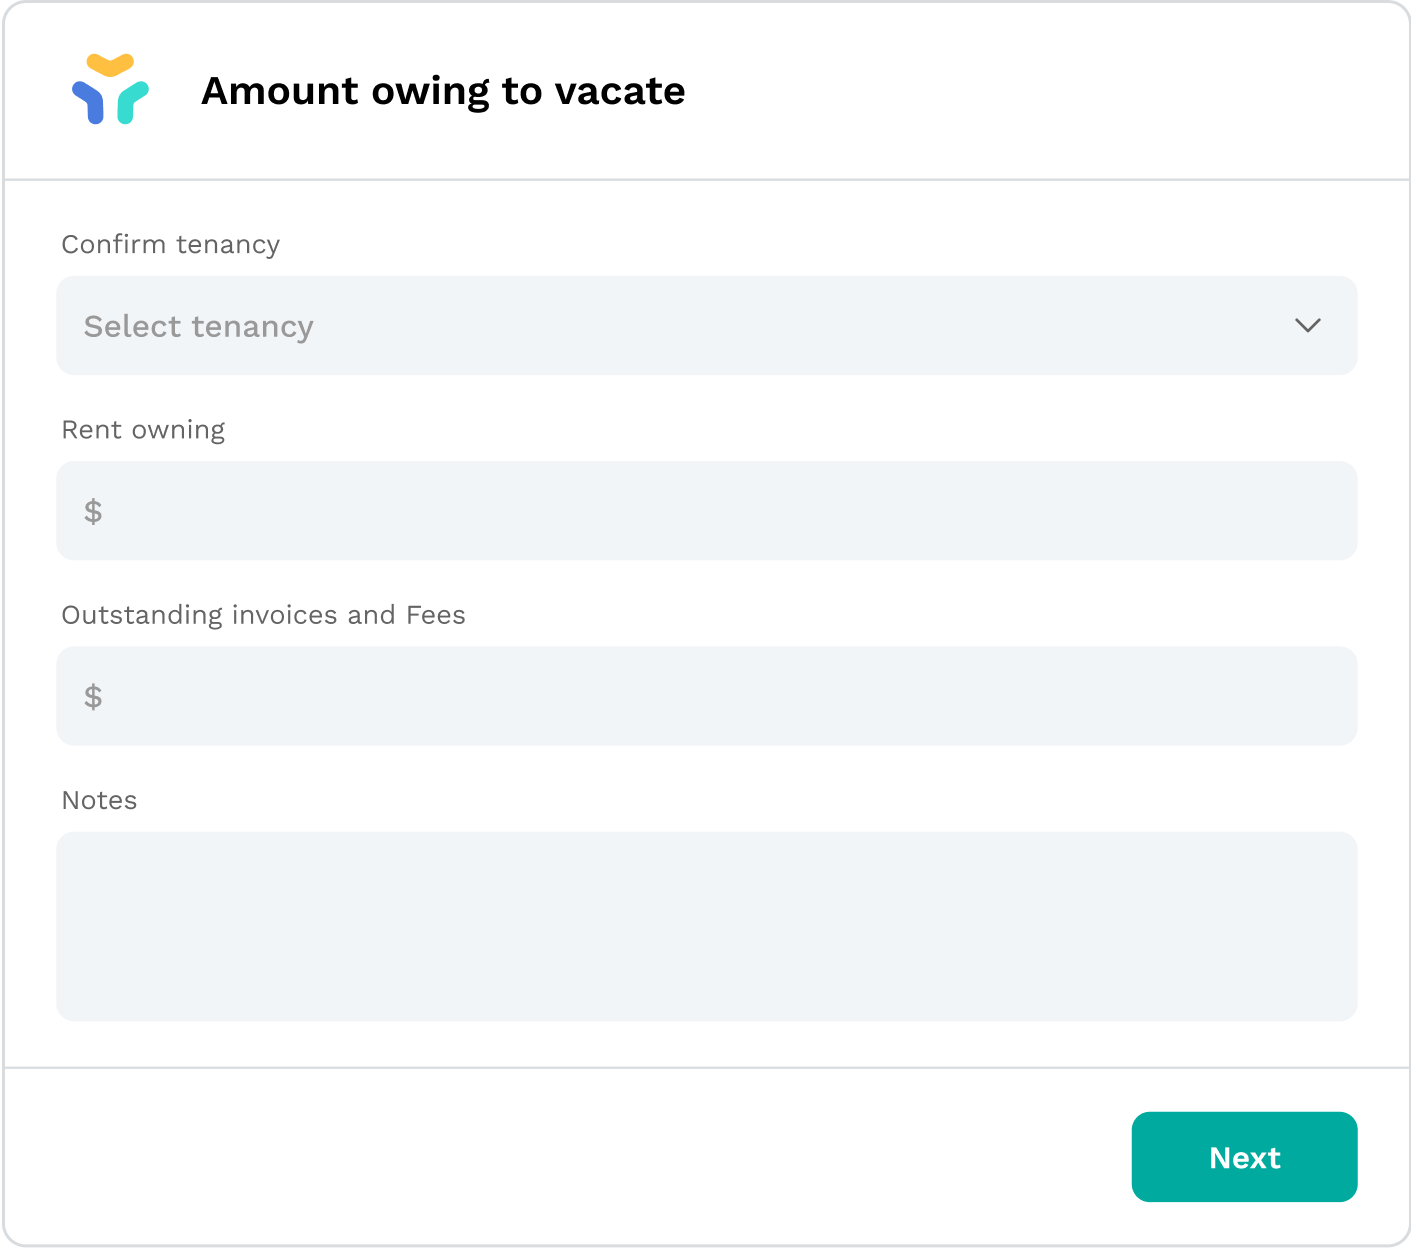 Amount owing to vacate
Confirm tenancy
Select tenancy
Rent owning
$
Outstanding invoices and Fees
$
Notes
Next